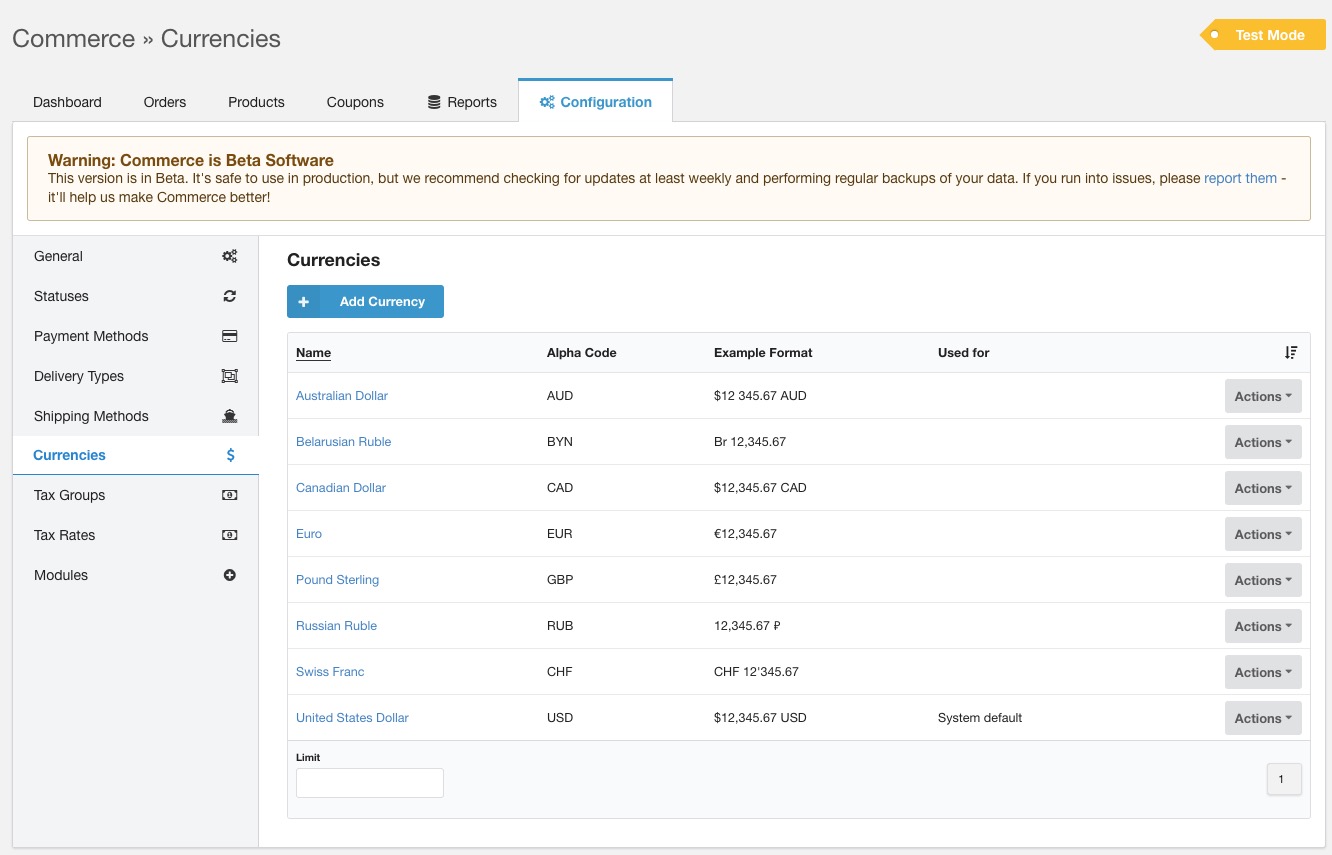 Commerce » Currencies
Test Mode
Dashboard Orders Products Coupons Reports Configuration
Warning: Commerce is Beta Software
This version is in Beta. It's safe to use in production, but we recommend checking for updates at least weekly and performing regular backups of your data. If you run into issues, please report them -
it'll help us make Commerce better!
General
Statuses
Payment Methods
Delivery Types
Shipping Methods
Currencies $
Tax Groups
Tax Rates
Modules
Currencies
+ Add Currency
Name Alpha Code Example Format Used for
Australian Dollar AUD $12 345.67 AUD Actions
Belarusian Ruble BYN Br 12,345.67 Actions
Canadian Dollar CAD $12,345.67 CAD Actions
Euro EUR €12,345.67 Actions
Pound Sterling GBP £12,345.67 Actions
Russian Ruble RUB 12,345.67 ₽ Actions
Swiss Franc CHF CHF 12'345.67 Actions
United States Dollar USD $12,345.67 USD System default Actions
Limit
1